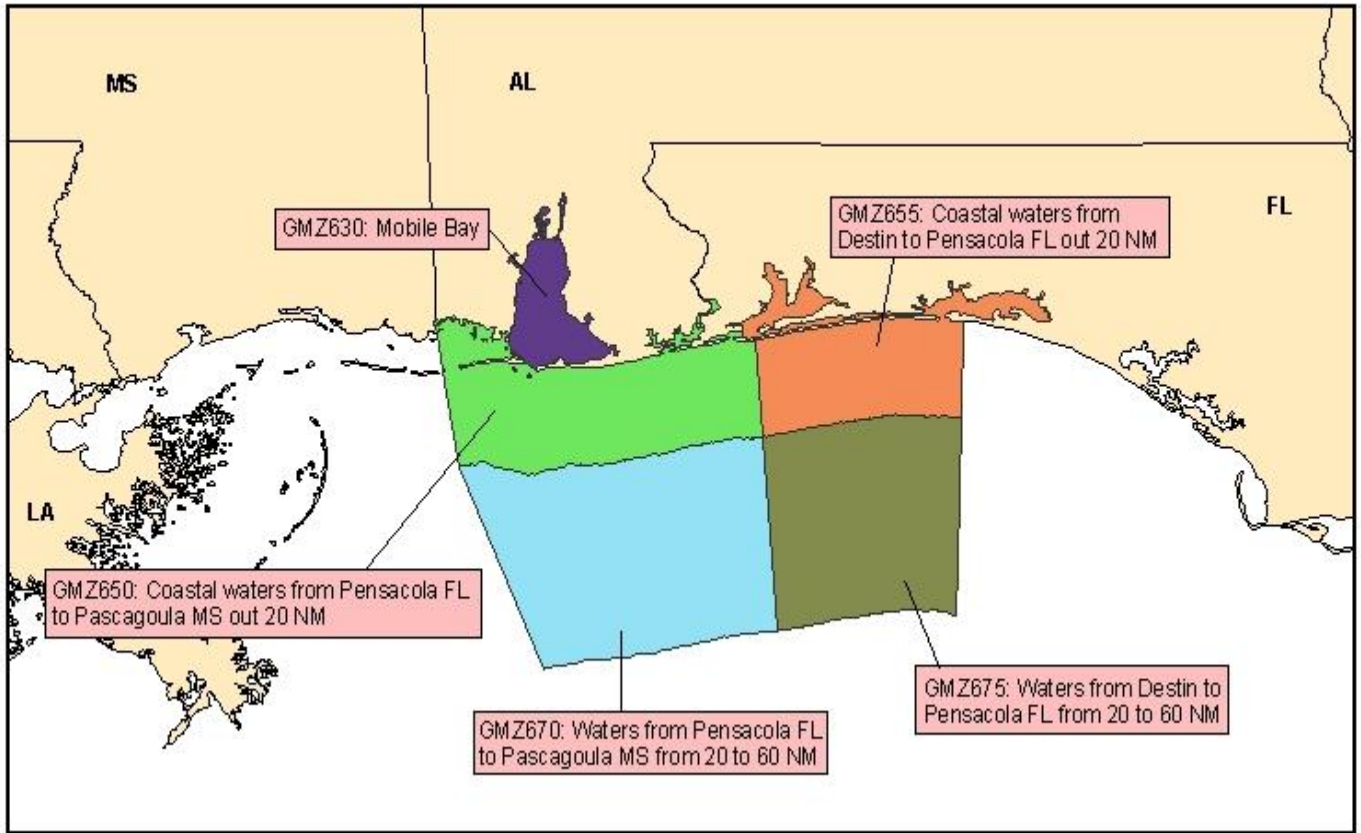 MS
AL
GMZ630: Mobile Bay
GMZ655: Coastal waters from
Destin to Pensacola FL out 20 NM
FL
LA
GMZ650: Coastal waters from Pensacola FL
to Pascagoula MS out 20 NM
GMZ670: Waters from Pensacola FL
to Pascagoula MS from 20 to 60 NM
GMZ675: Waters from Destin to
Pensacola FL from 20 to 60 NM